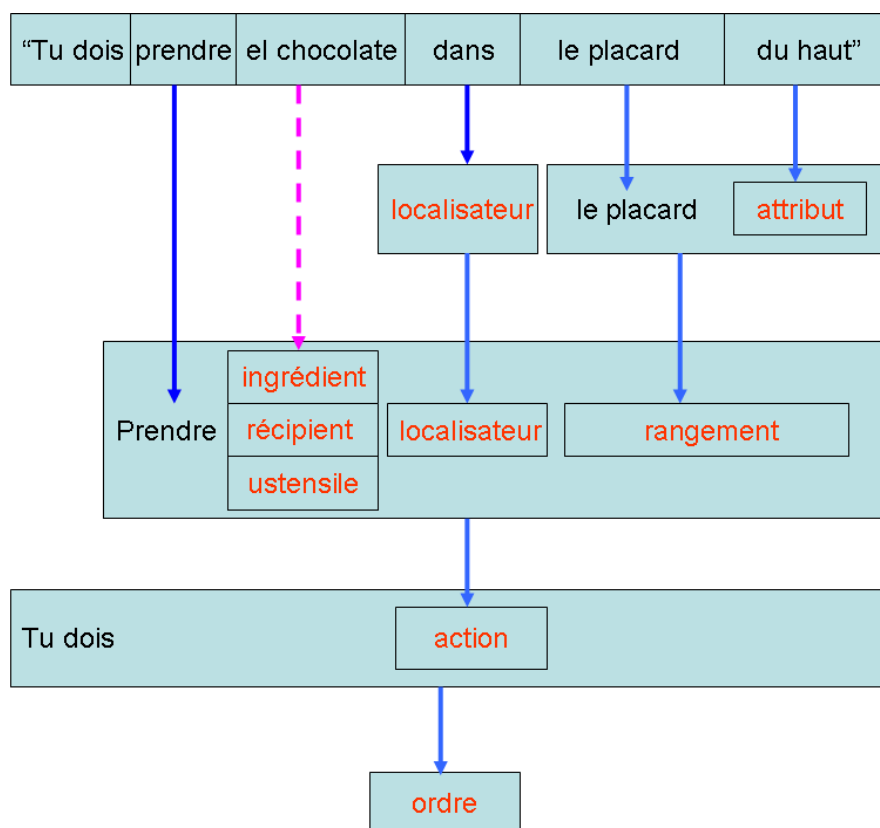 “Tu dois prendre el chocolate dans le placard du haut”
localisateur le placard attribut
ingrédient
Prendre récipient localisateur rangement
ustensile
Tu dois action
ordre